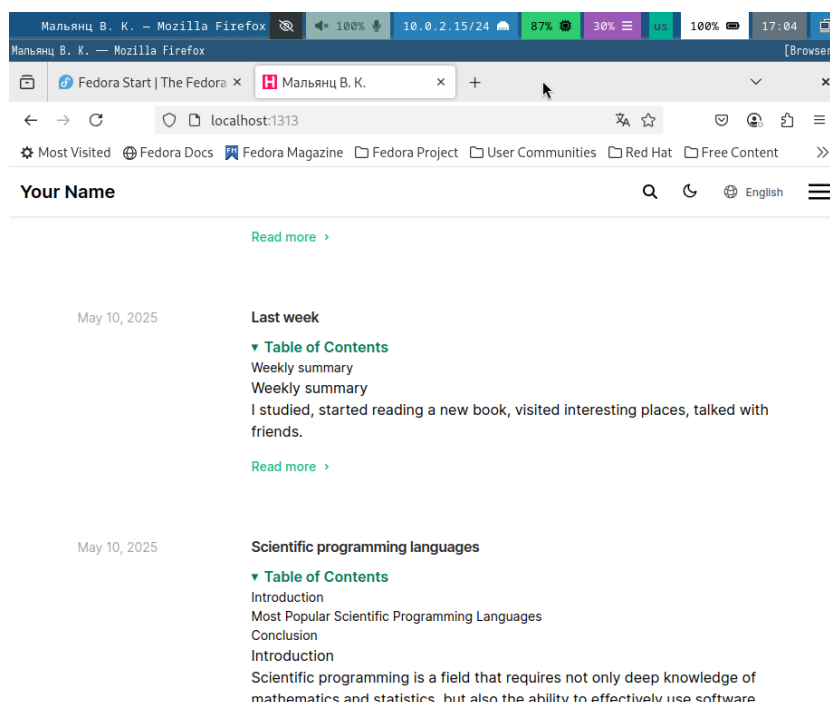 Мальянц В. К. — Mozilla Firefox 100% 10.0.2.15/24 87% 30% us 100% 17:04
Мальянц В. К. — Mozilla Firefox [Browser
Fedora Start | The Fedora × Мальянц В. К. × +
localhost:1313
Most Visited Fedora Docs Fedora Magazine Fedora Project User Communities Red Hat Free Content
Your Name English
Read more ›
May 10, 2025 Last week
▾ Table of Contents
Weekly summary
Weekly summary
I studied, started reading a new book, visited interesting places, talked with
friends.
Read more ›
May 10, 2025 Scientific programming languages
▾ Table of Contents
Introduction
Most Popular Scientific Programming Languages
Conclusion
Introduction
Scientific programming is a field that requires not only deep knowledge of
mathematics and statistics, but also the ability to effectively use software